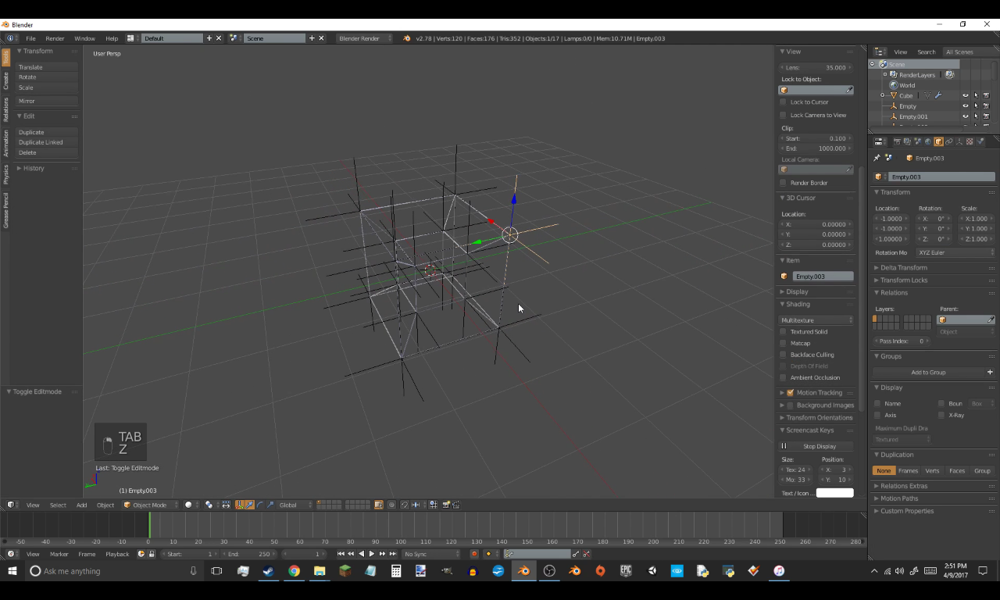 Blender
File Render Window Help Default Scene Blender Render v2.78 | Verts:120 | Faces:176 | Tris:352 | Objects:1/17 | Lamps:0/0 | Mem:10.71M | Empty.003
Tools
Create
Relations
Animation
Physics
Grease Pencil
Transform
Translate
Rotate
Scale
Mirror
Edit
Duplicate
Duplicate Linked
Delete
History
Toggle Editmode
User Persp
TAB
Z
Last: Toggle Editmode
(1) Empty.003
View
Lens: 35.000
Lock to Object:
Lock to Cursor
Lock Camera to View
Clip:
Start: 0.100
End: 1000.000
Local Camera:
Render Border
3D Cursor
Location:
X: 0.00000
Y: 0.00000
Z: 0.00000
Item
Empty.003
Display
Shading
Multitexture
Textured Solid
Matcap
Backface Culling
Depth Of Field
Ambient Occlusion
Motion Tracking
Background Images
Transform Orientations
Screencast Keys
Stop Display
Size: Position:
Tex: 24 X: 3
Mo: 33 Y: 10
Text / Icon ...
View Search All Scenes
Scene
RenderLayers
World
Cube
Empty
Empty.001
Empty.003
Empty.003
Transform
Location: Rotation: Scale:
-1.0000 X: 0° X:1.000
-1.0000 Y: 0° Y:1.000
1.00000 Z: 0° Z:1.000
Rotation Mo XYZ Euler
Delta Transform
Transform Locks
Relations
Layers: Parent:
Object
Pass Index: 0
Groups
Add to Group
Display
Name Boun Box
Axis X-Ray
Maximum Dupli Dra
Textured
Duplication
None Frames Verts Faces Group
Relations Extras
Motion Paths
Custom Properties
View Select Add Object Object Mode Global
-50 -40 -30 -20 -10 0 10 20 30 40 50 60 70 80 90 100 110 120 130 140 150 160 170 180 190 200 210 220 230 240 250 260 270 280
View Marker Frame Playback Start: 1 End: 250 1 No Sync
Ask me anything
EPIC GAMES
2:51 PM
4/9/2017